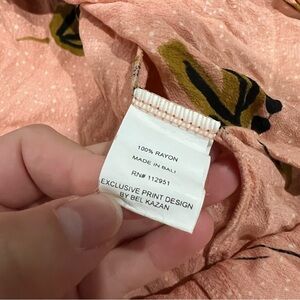 100% RAYON
MADE IN BALI
RN# 112951
EXCLUSIVE PRINT DESIGN
BY BEL KAZAN